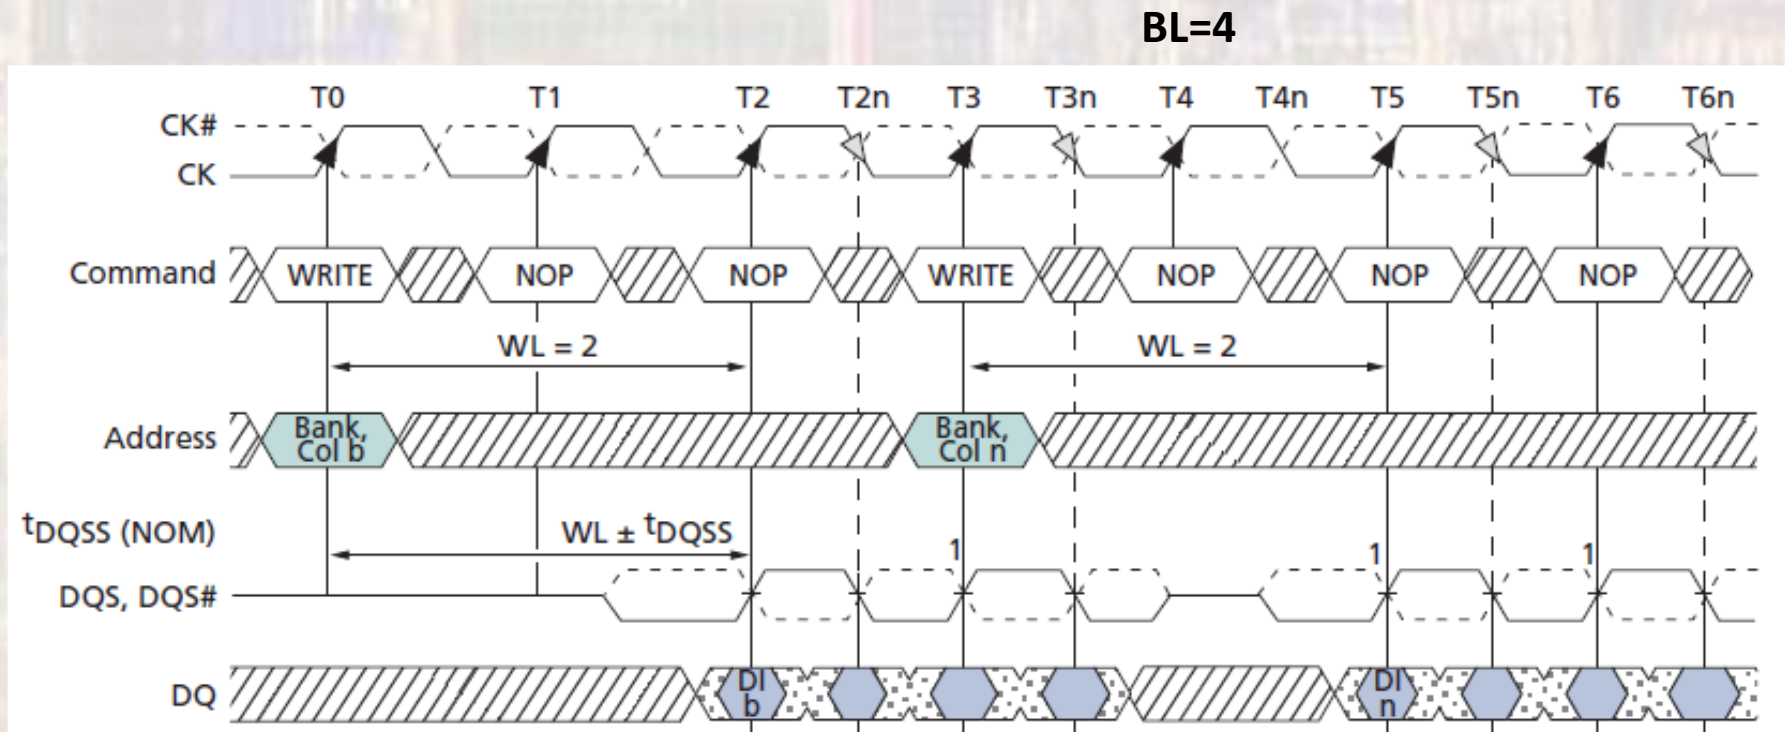 BL=4
T0 T1 T2 T2n T3 T3n T4 T4n T5 T5n T6 T6n
CK#
CK
Command WRITE NOP NOP WRITE NOP NOP NOP
WL = 2 WL = 2
Address Bank, Col b Bank, Col n
tDQSS (NOM) WL ± tDQSS 1 1 1
DQS, DQS#
DQ DI b DI n